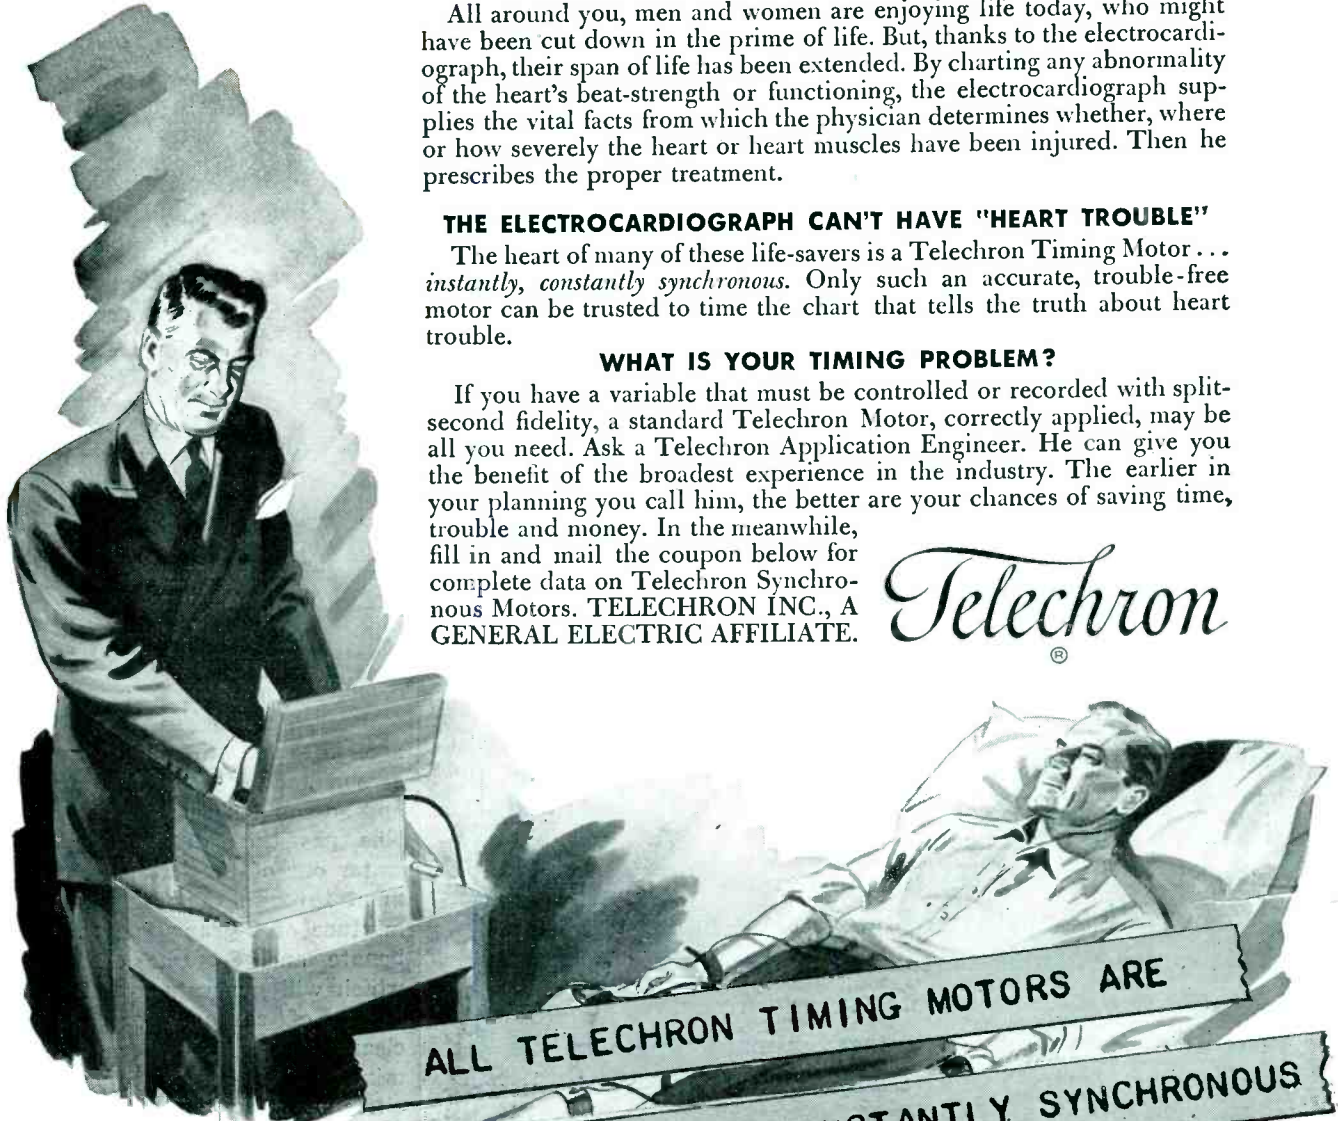 All around you, men and women are enjoying life today, who might
have been cut down in the prime of life. But, thanks to the electrocardi-
ograph, their span of life has been extended. By charting any abnormality
of the heart's beat-strength or functioning, the electrocardiograph sup-
plies the vital facts from which the physician determines whether, where
or how severely the heart or heart muscles have been injured. Then he
prescribes the proper treatment.
THE ELECTROCARDIOGRAPH CAN'T HAVE "HEART TROUBLE"
The heart of many of these life-savers is a Telechron Timing Motor...
instantly, constantly synchronous. Only such an accurate, trouble-free
motor can be trusted to time the chart that tells the truth about heart
trouble.
WHAT IS YOUR TIMING PROBLEM?
If you have a variable that must be controlled or recorded with split-
second fidelity, a standard Telechron Motor, correctly applied, may be
all you need. Ask a Telechron Application Engineer. He can give you
the benefit of the broadest experience in the industry. The earlier in
your planning you call him, the better are your chances of saving time,
trouble and money. In the meanwhile,
fill in and mail the coupon below for
complete data on Telechron Synchro-
nous Motors. TELECHRON INC., A
GENERAL ELECTRIC AFFILIATE.
Telechron
®
ALL TELECHRON TIMING MOTORS ARE
SYNCHRONOUS